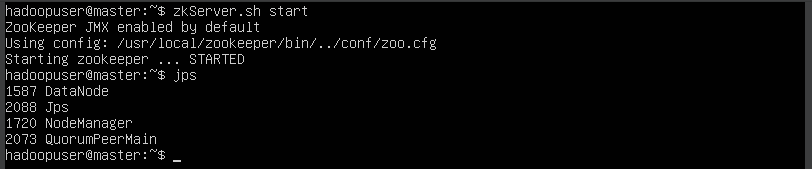 hadoopuser@master:~$ zkServer.sh start
ZooKeeper JMX enabled by default
Using config: /usr/local/zookeeper/bin/../conf/zoo.cfg
Starting zookeeper ... STARTED
hadoopuser@master:~$ jps
1587 DataNode
2088 Jps
1720 NodeManager
2073 QuorumPeerMain
hadoopuser@master:~$ _